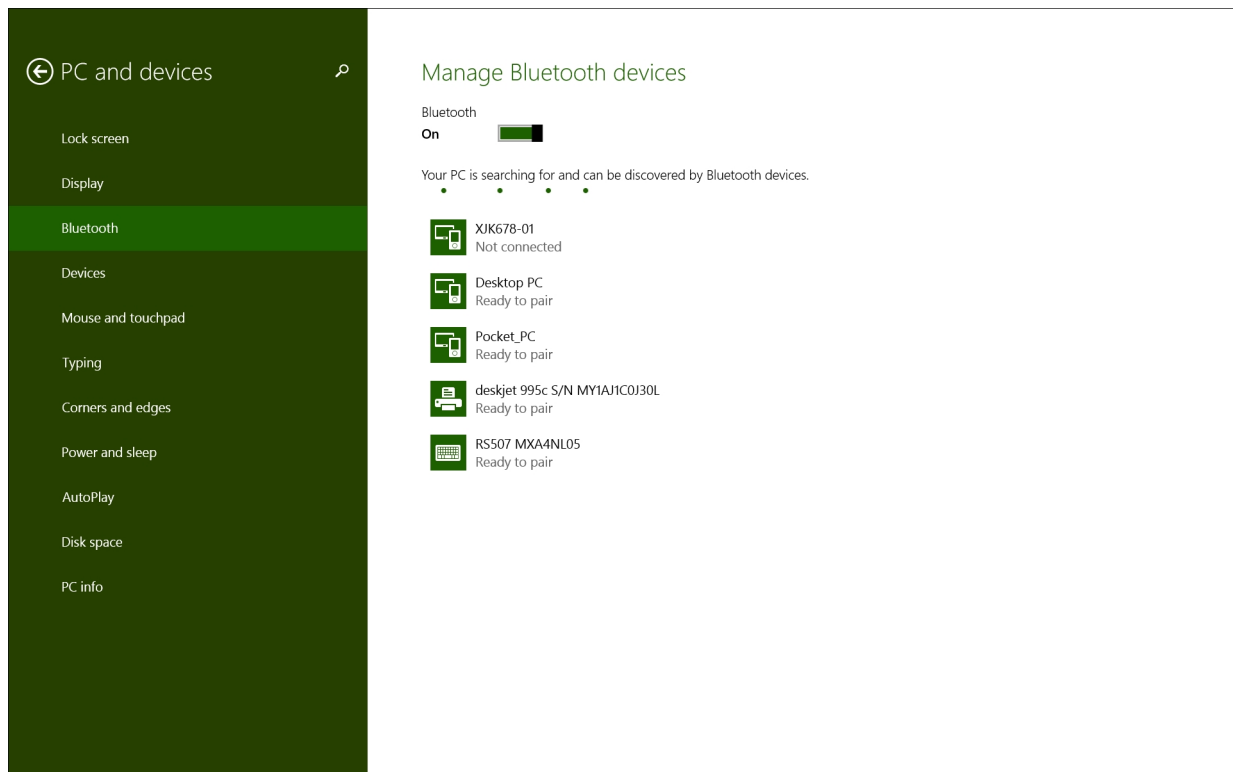 PC and devices
Lock screen
Display
Bluetooth
Devices
Mouse and touchpad
Typing
Corners and edges
Power and sleep
AutoPlay
Disk space
PC info
Manage Bluetooth devices
Bluetooth
On
Your PC is searching for and can be discovered by Bluetooth devices.
XJK678-01
Not connected
Desktop PC
Ready to pair
Pocket_PC
Ready to pair
deskjet 995c S/N MY1AJ1C0J30L
Ready to pair
RS507 MXA4NL05
Ready to pair